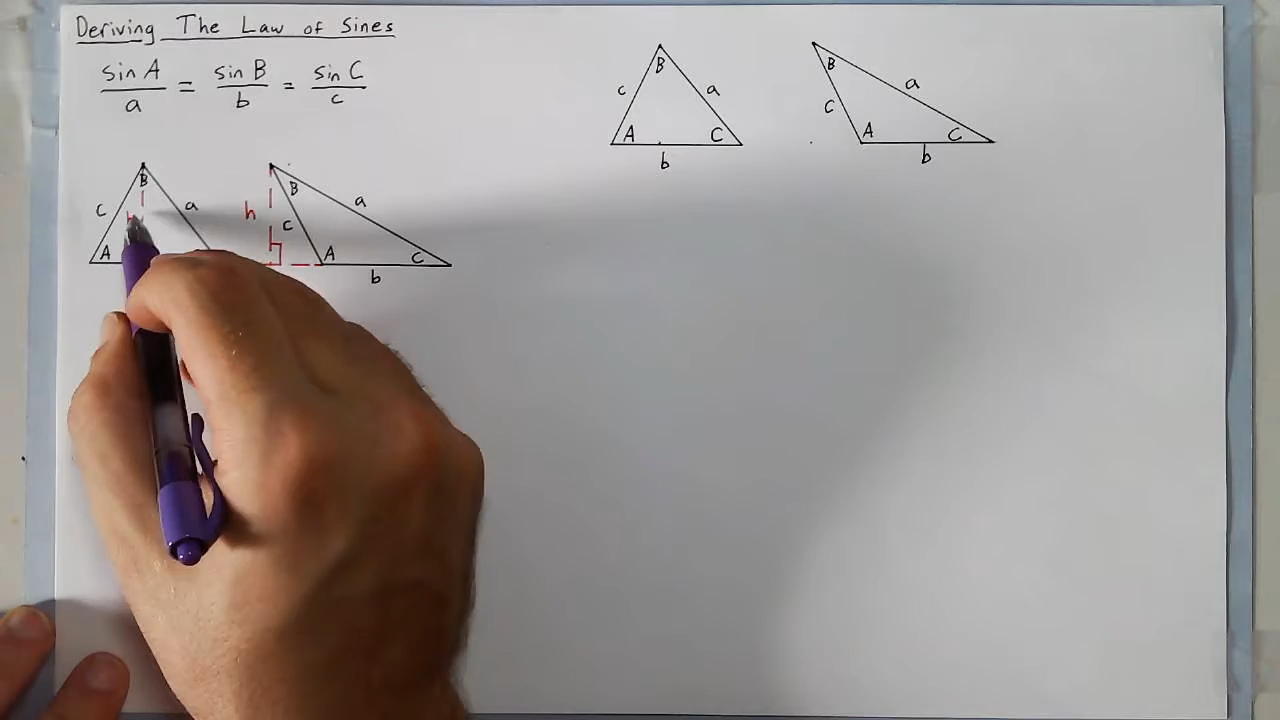 Deriving The Law of Sines
sin A / a = sin B / b = sin C / c
B
c a
A C
b
B
a
c
A C
b
B
c a
A
B
h a
c
A C
b